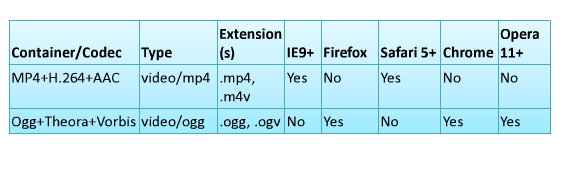 Container/Codec Type Extension (s) IE9+ Firefox Safari 5+ Chrome Opera 11+
MP4+H.264+AAC video/mp4 .mp4, .m4v Yes No Yes No No
Ogg+Theora+Vorbis video/ogg .ogg, .ogv No Yes No Yes Yes